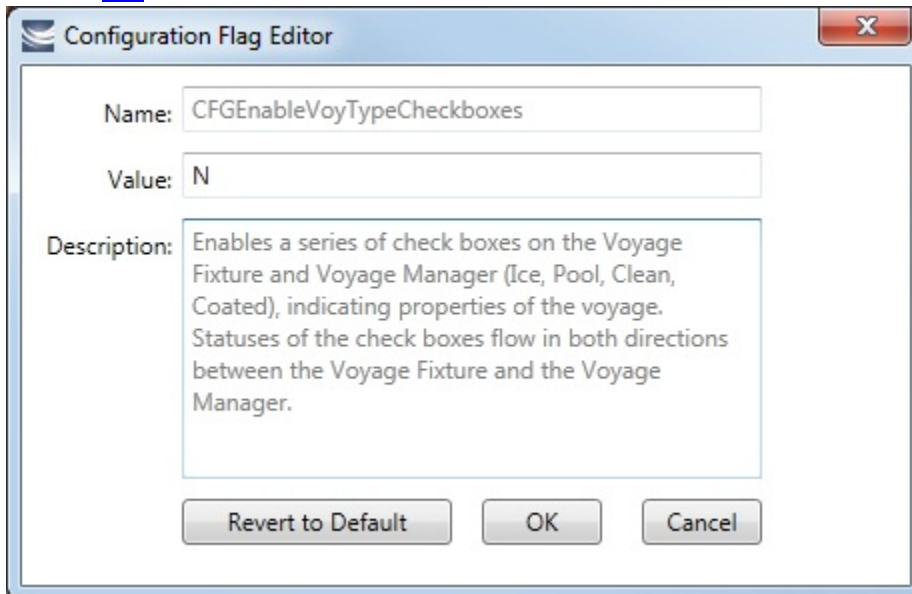 Configuration Flag Editor
Name: CFGEnableVoyTypeCheckboxes
Value: N
Description: Enables a series of check boxes on the Voyage
Fixture and Voyage Manager (Ice, Pool, Clean,
Coated), indicating properties of the voyage.
Statuses of the check boxes flow in both directions
between the Voyage Fixture and the Voyage
Manager.
Revert to Default OK Cancel